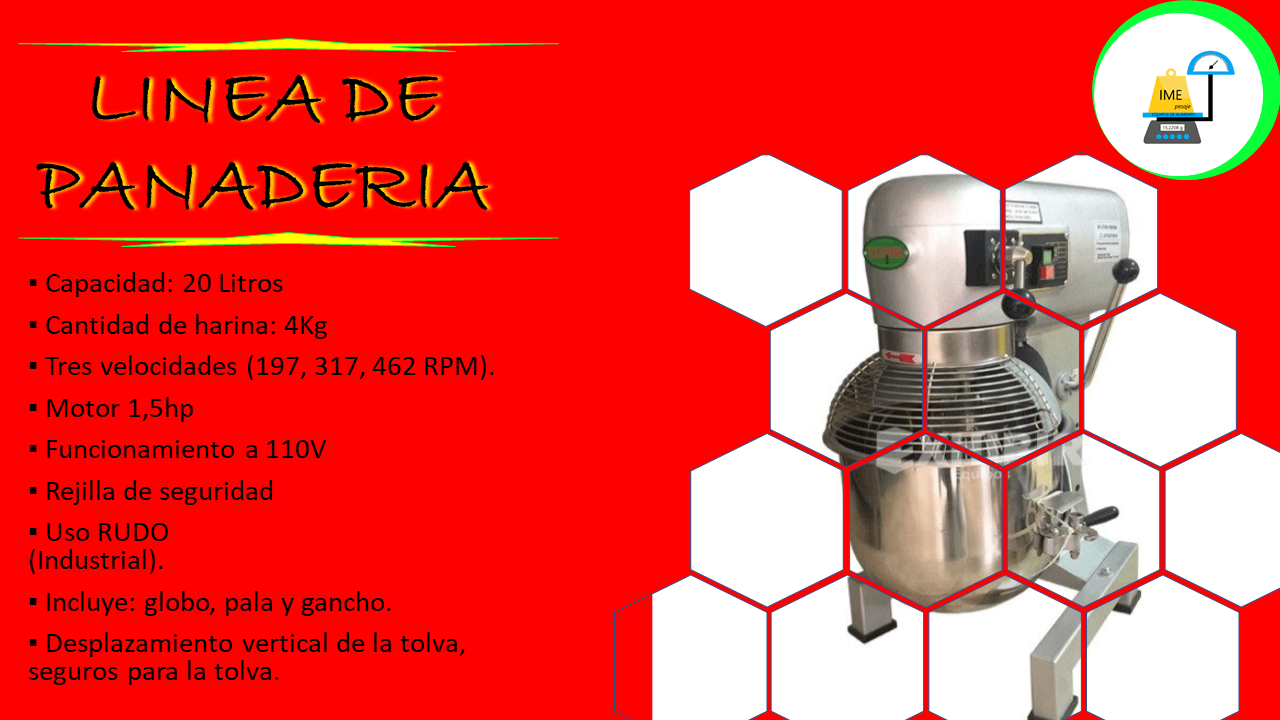 LINEA DE
PANADERIA
IME
pesaje
15,2208 g
▪ Capacidad: 20 Litros
▪ Cantidad de harina: 4Kg
▪ Tres velocidades (197, 317, 462 RPM).
▪ Motor 1,5hp
▪ Funcionamiento a 110V
▪ Rejilla de seguridad
▪ Uso RUDO
(Industrial).
▪ Incluye: globo, pala y gancho.
▪ Desplazamiento vertical de la tolva,
seguros para la tolva.